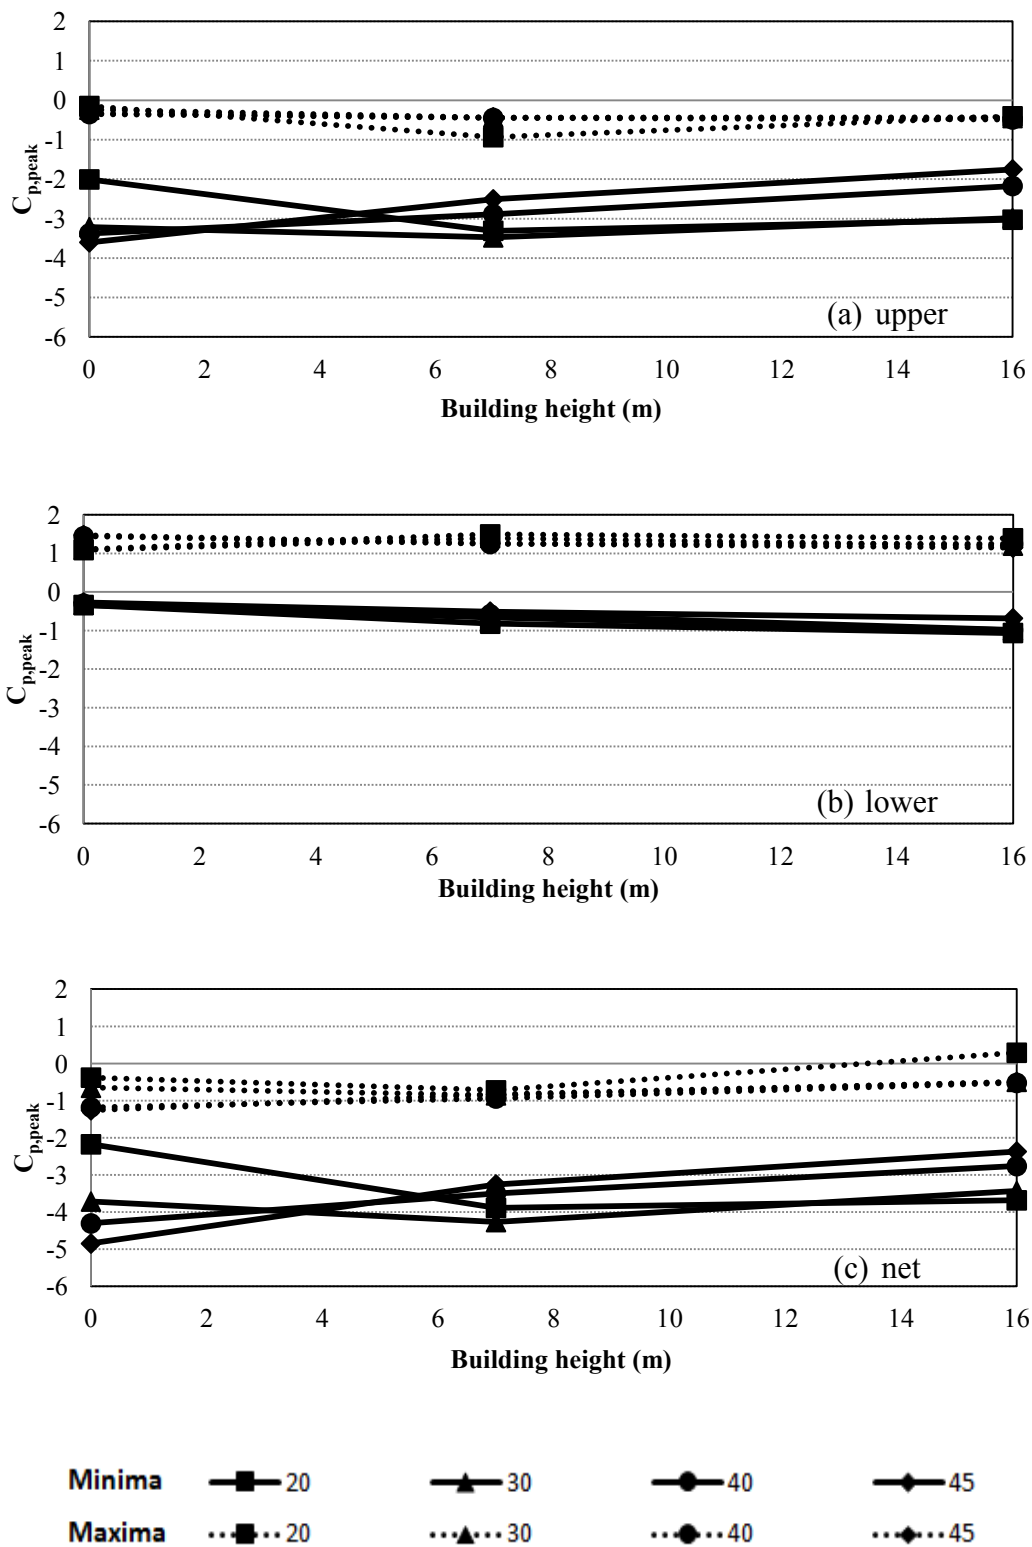 2
1
0
-1
-2
-3
-4
-5
-6
C_p,peak
(a) upper
0 2 4 6 8 10 12 14 16
Building height (m)
2
1
0
-1
-2
-3
-4
-5
-6
C_p,peak
(b) lower
0 2 4 6 8 10 12 14 16
Building height (m)
2
1
0
-1
-2
-3
-4
-5
-6
C_p,peak
(c) net
0 2 4 6 8 10 12 14 16
Building height (m)
Minima 20 30 40 45
Maxima 20 30 40 45